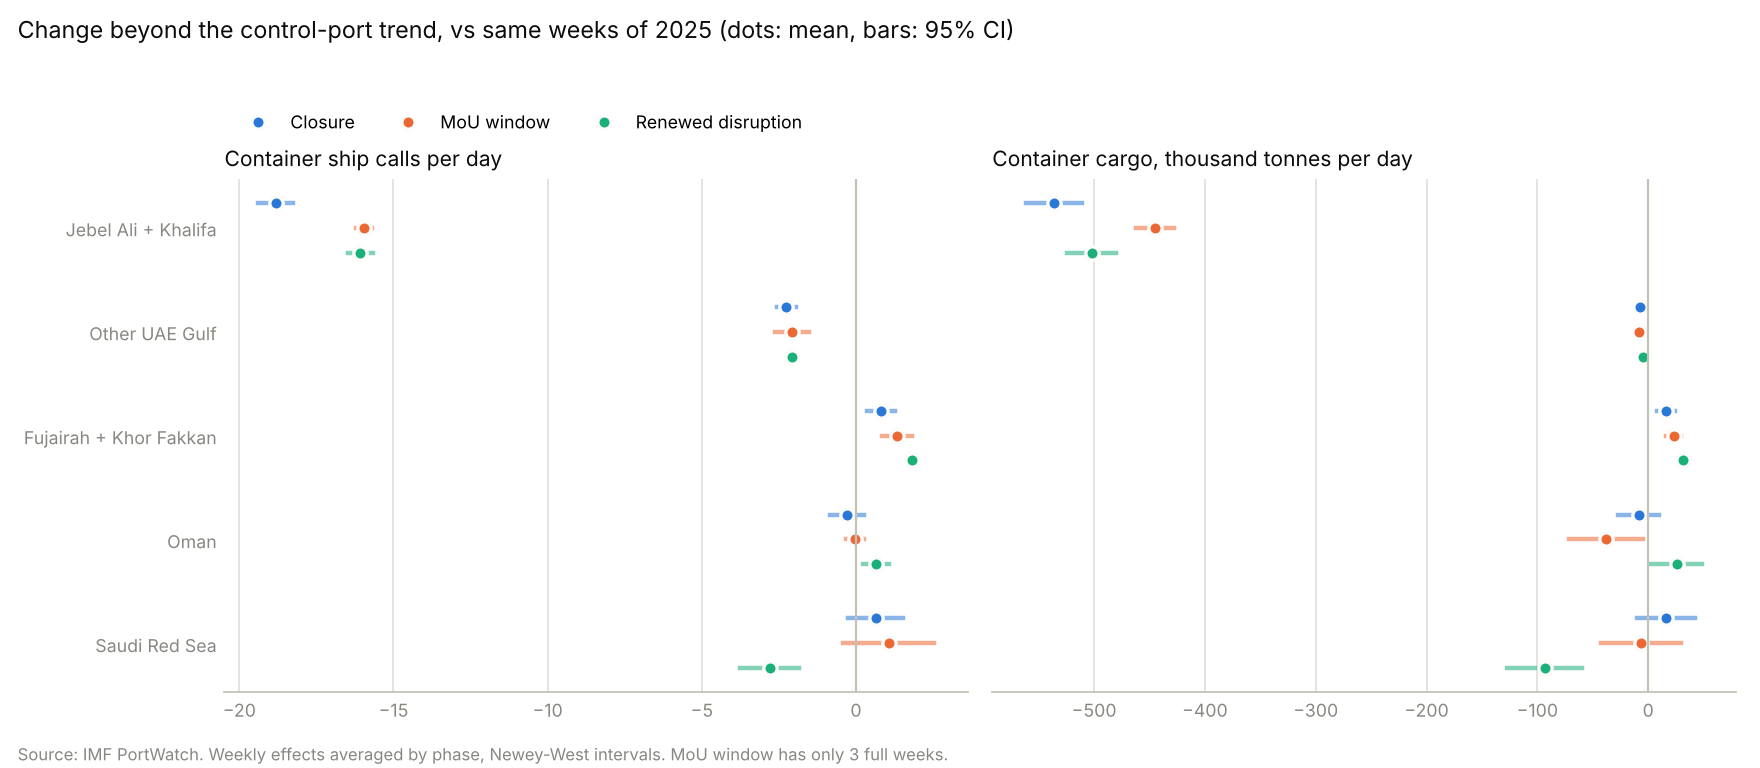 Change beyond the control-port trend, vs same weeks of 2025 (dots: mean, bars: 95% CI)
Closure MoU window Renewed disruption
Container ship calls per day
Container cargo, thousand tonnes per day
Jebel Ali + Khalifa
Other UAE Gulf
Fujairah + Khor Fakkan
Oman
Saudi Red Sea
−20 −15 −10 −5 0
−500 −400 −300 −200 −100 0
Source: IMF PortWatch. Weekly effects averaged by phase, Newey-West intervals. MoU window has only 3 full weeks.